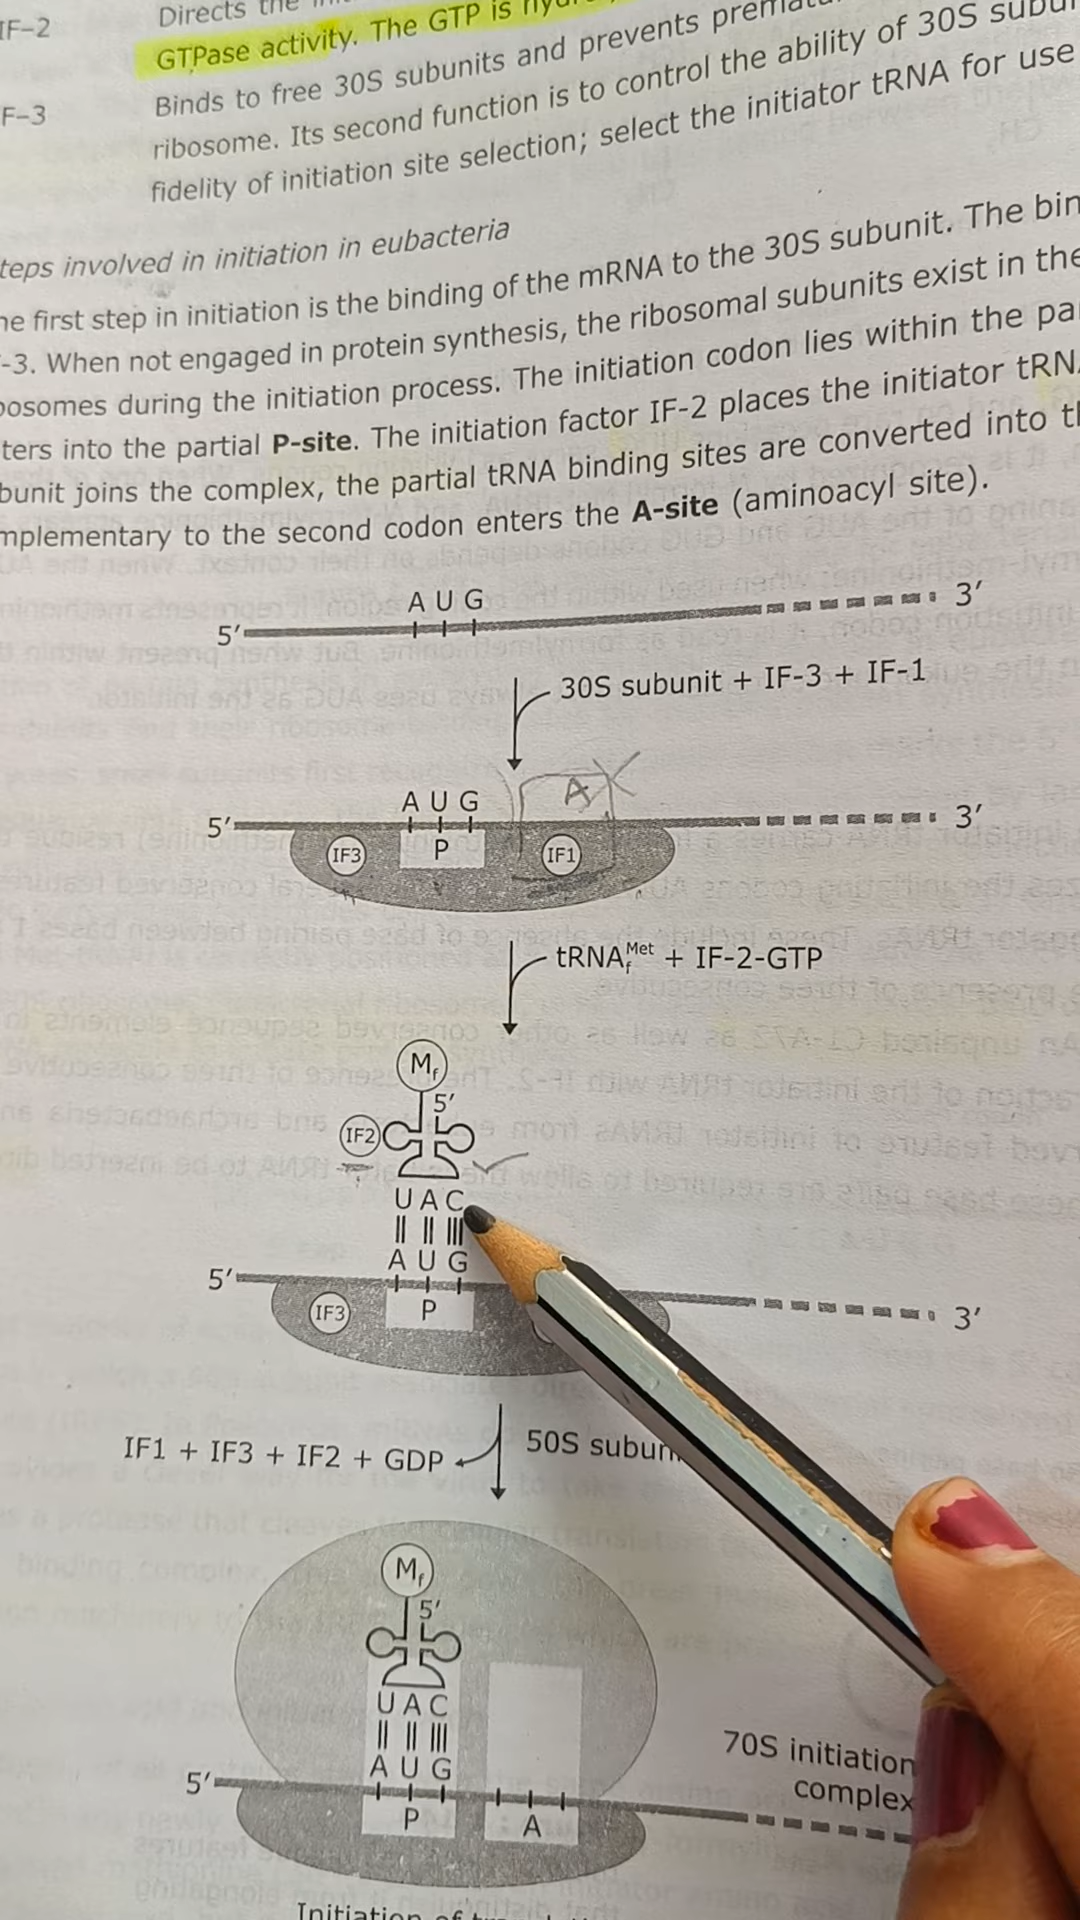 IF-2
Directs the
GTPase activity. The GTP is
F-3
Binds to free 30S subunits and prevents
ribosome. Its second function is to control the ability of 30S
fidelity of initiation site selection; select the initiator tRNA for use
teps involved in initiation in eubacteria
he first step in initiation is the binding of the mRNA to the 30S subunit. The bin
-3. When not engaged in protein synthesis, the ribosomal subunits exist in the
bosomes during the initiation process. The initiation codon lies within the pa
ters into the partial P-site. The initiation factor IF-2 places the initiator tRN
bunit joins the complex, the partial tRNA binding sites are converted into th
mplementary to the second codon enters the A-site (aminoacyl site).
A U G
5′ 3′
30S subunit + IF-3 + IF-1
A
A U G
5′ 3′
IF3 P IF1
tRNAfMet + IF-2-GTP
Mf
5′
IF2
U A C
A U G
5′ 3′
IF3 P
IF1 + IF3 + IF2 + GDP 50S subun
Mf
5′
U A C
A U G
70S initiation
complex
5′
P A
Initiation of